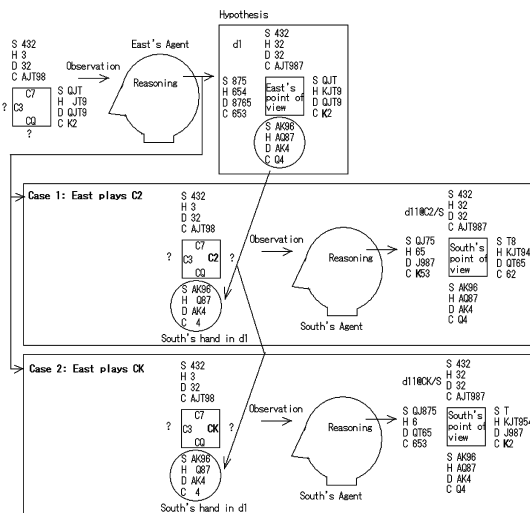 Hypothesis
S 432
H 3
D 32
C AJT98
Observation
East's Agent
Reasoning
C7
? C3
CQ
?
S QJT
H JT9
D QJT9
C K2
d1
S 432
H 32
D 32
C AJT987
S 875
H 654
D 8765
C 653
East's
point of
view
S QJT
H KJT9
D QJT9
C K2
S AK96
H AQ87
D AK4
C Q4
Case 1: East plays C2
S 432
H 3
D 32
C AJT98
C7
? C3 C2 ?
CQ
S AK96
H Q87
D AK4
C 4
South's hand in d1
Observation
Reasoning
South's Agent
d11@C2/S
S 432
H 32
D 32
C AJT987
S QJ75
H 65
D J987
C K53
South's
point of
view
S T8
H KJT94
D QT65
C 62
S AK96
H AQ87
D AK4
C Q4
Case 2: East plays CK
S 432
H 3
D 32
C AJT98
C7
? C3 CK ?
CQ
S AK96
H Q87
D AK4
C 4
South's hand in d1
Observation
Reasoning
South's Agent
d11@CK/S
S 432
H 32
D 32
C AJT987
S QJ875
H 6
D QT65
C 653
South's
point of
view
S T
H KJT954
D J987
C K2
S AK96
H AQ87
D AK4
C Q4